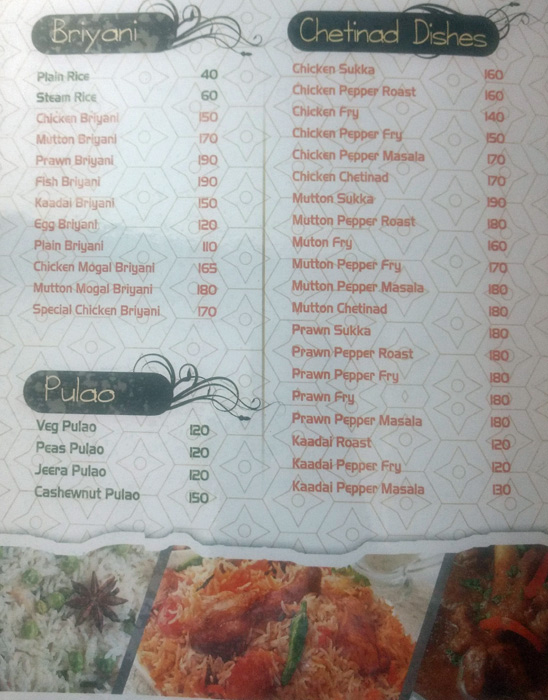 Briyani
Plain Rice 40
Steam Rice 60
Chicken Briyani 150
Mutton Briyani 170
Prawn Briyani 190
Fish Briyani 190
Kaadai Briyani 150
Egg Briyani 120
Plain Briyani 110
Chicken Mogal Briyani 165
Mutton Mogal Briyani 180
Special Chicken Briyani 170
Pulao
Veg Pulao 120
Peas Pulao 120
Jeera Pulao 120
Cashewnut Pulao 150
Chetinad Dishes
Chicken Sukka 160
Chicken Pepper Roast 160
Chicken Fry 140
Chicken Pepper Fry 150
Chicken Pepper Masala 170
Chicken Chetinad 170
Mutton Sukka 190
Mutton Pepper Roast 180
Muton Fry 160
Mutton Pepper Fry 170
Mutton Pepper Masala 180
Mutton Chetinad 180
Prawn Sukka 180
Prawn Pepper Roast 180
Prawn Pepper Fry 180
Prawn Fry 180
Prawn Pepper Masala 180
Kaadai Roast 120
Kaadai Pepper Fry 120
Kaadai Pepper Masala 130